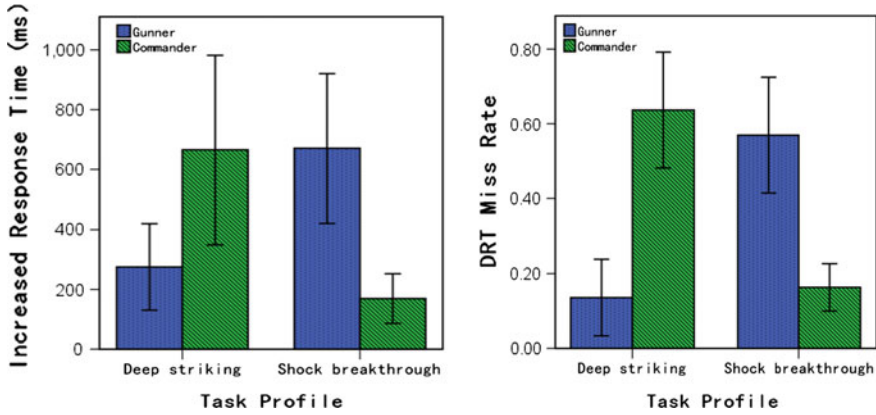 Increased Response Time (ms)
1,000
800
600
400
200
0
Gunner
Commander
Deep striking
Shock breakthrough
Task Profile
DRT Miss Rate
0.80
0.60
0.40
0.20
0.00
Gunner
Commander
Deep striking
Shock breakthrough
Task Profile